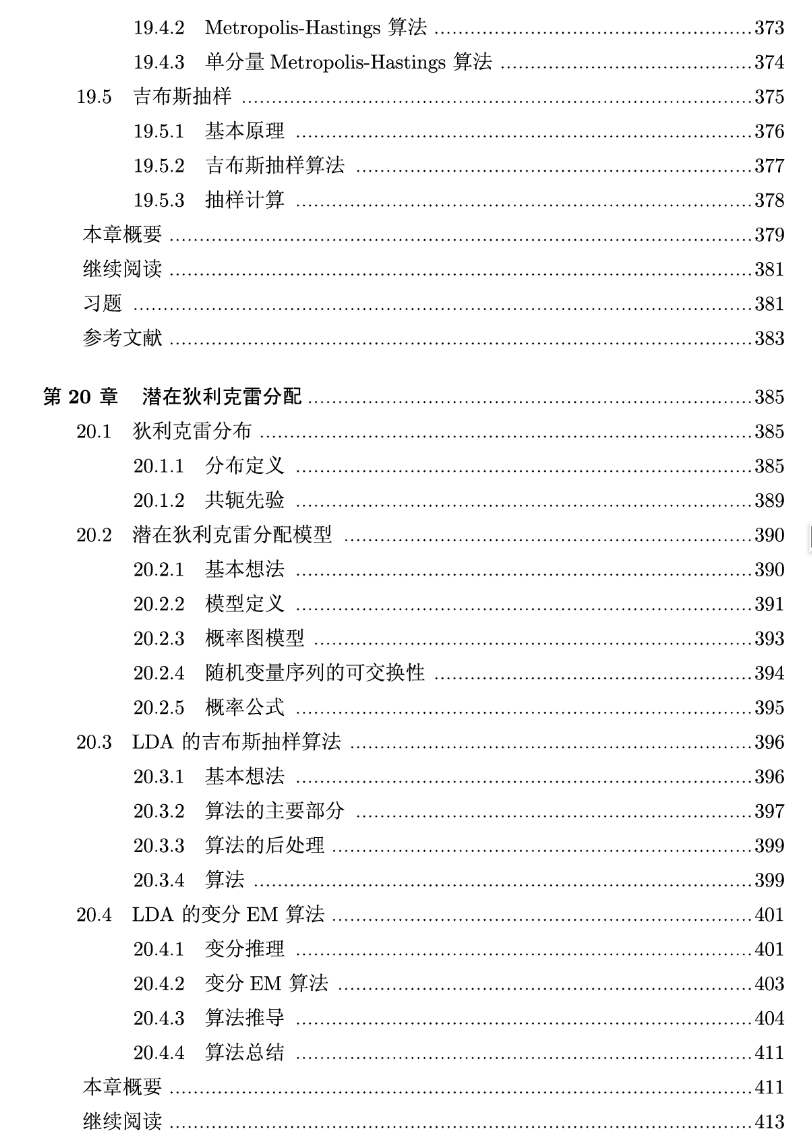 19.4.2 Metropolis-Hastings 算法 ........ 373
19.4.3 单分量 Metropolis-Hastings 算法 ........ 374
19.5 吉布斯抽样 ........ 375
19.5.1 基本原理 ........ 376
19.5.2 吉布斯抽样算法 ........ 377
19.5.3 抽样计算 ........ 378
本章概要 ........ 379
继续阅读 ........ 381
习题 ........ 381
参考文献 ........ 383
第 20 章 潜在狄利克雷分配 ........ 385
20.1 狄利克雷分布 ........ 385
20.1.1 分布定义 ........ 385
20.1.2 共轭先验 ........ 389
20.2 潜在狄利克雷分配模型 ........ 390
20.2.1 基本想法 ........ 390
20.2.2 模型定义 ........ 391
20.2.3 概率图模型 ........ 393
20.2.4 随机变量序列的可交换性 ........ 394
20.2.5 概率公式 ........ 395
20.3 LDA 的吉布斯抽样算法 ........ 396
20.3.1 基本想法 ........ 396
20.3.2 算法的主要部分 ........ 397
20.3.3 算法的后处理 ........ 399
20.3.4 算法 ........ 399
20.4 LDA 的变分 EM 算法 ........ 401
20.4.1 变分推理 ........ 401
20.4.2 变分 EM 算法 ........ 403
20.4.3 算法推导 ........ 404
20.4.4 算法总结 ........ 411
本章概要 ........ 411
继续阅读 ........ 413